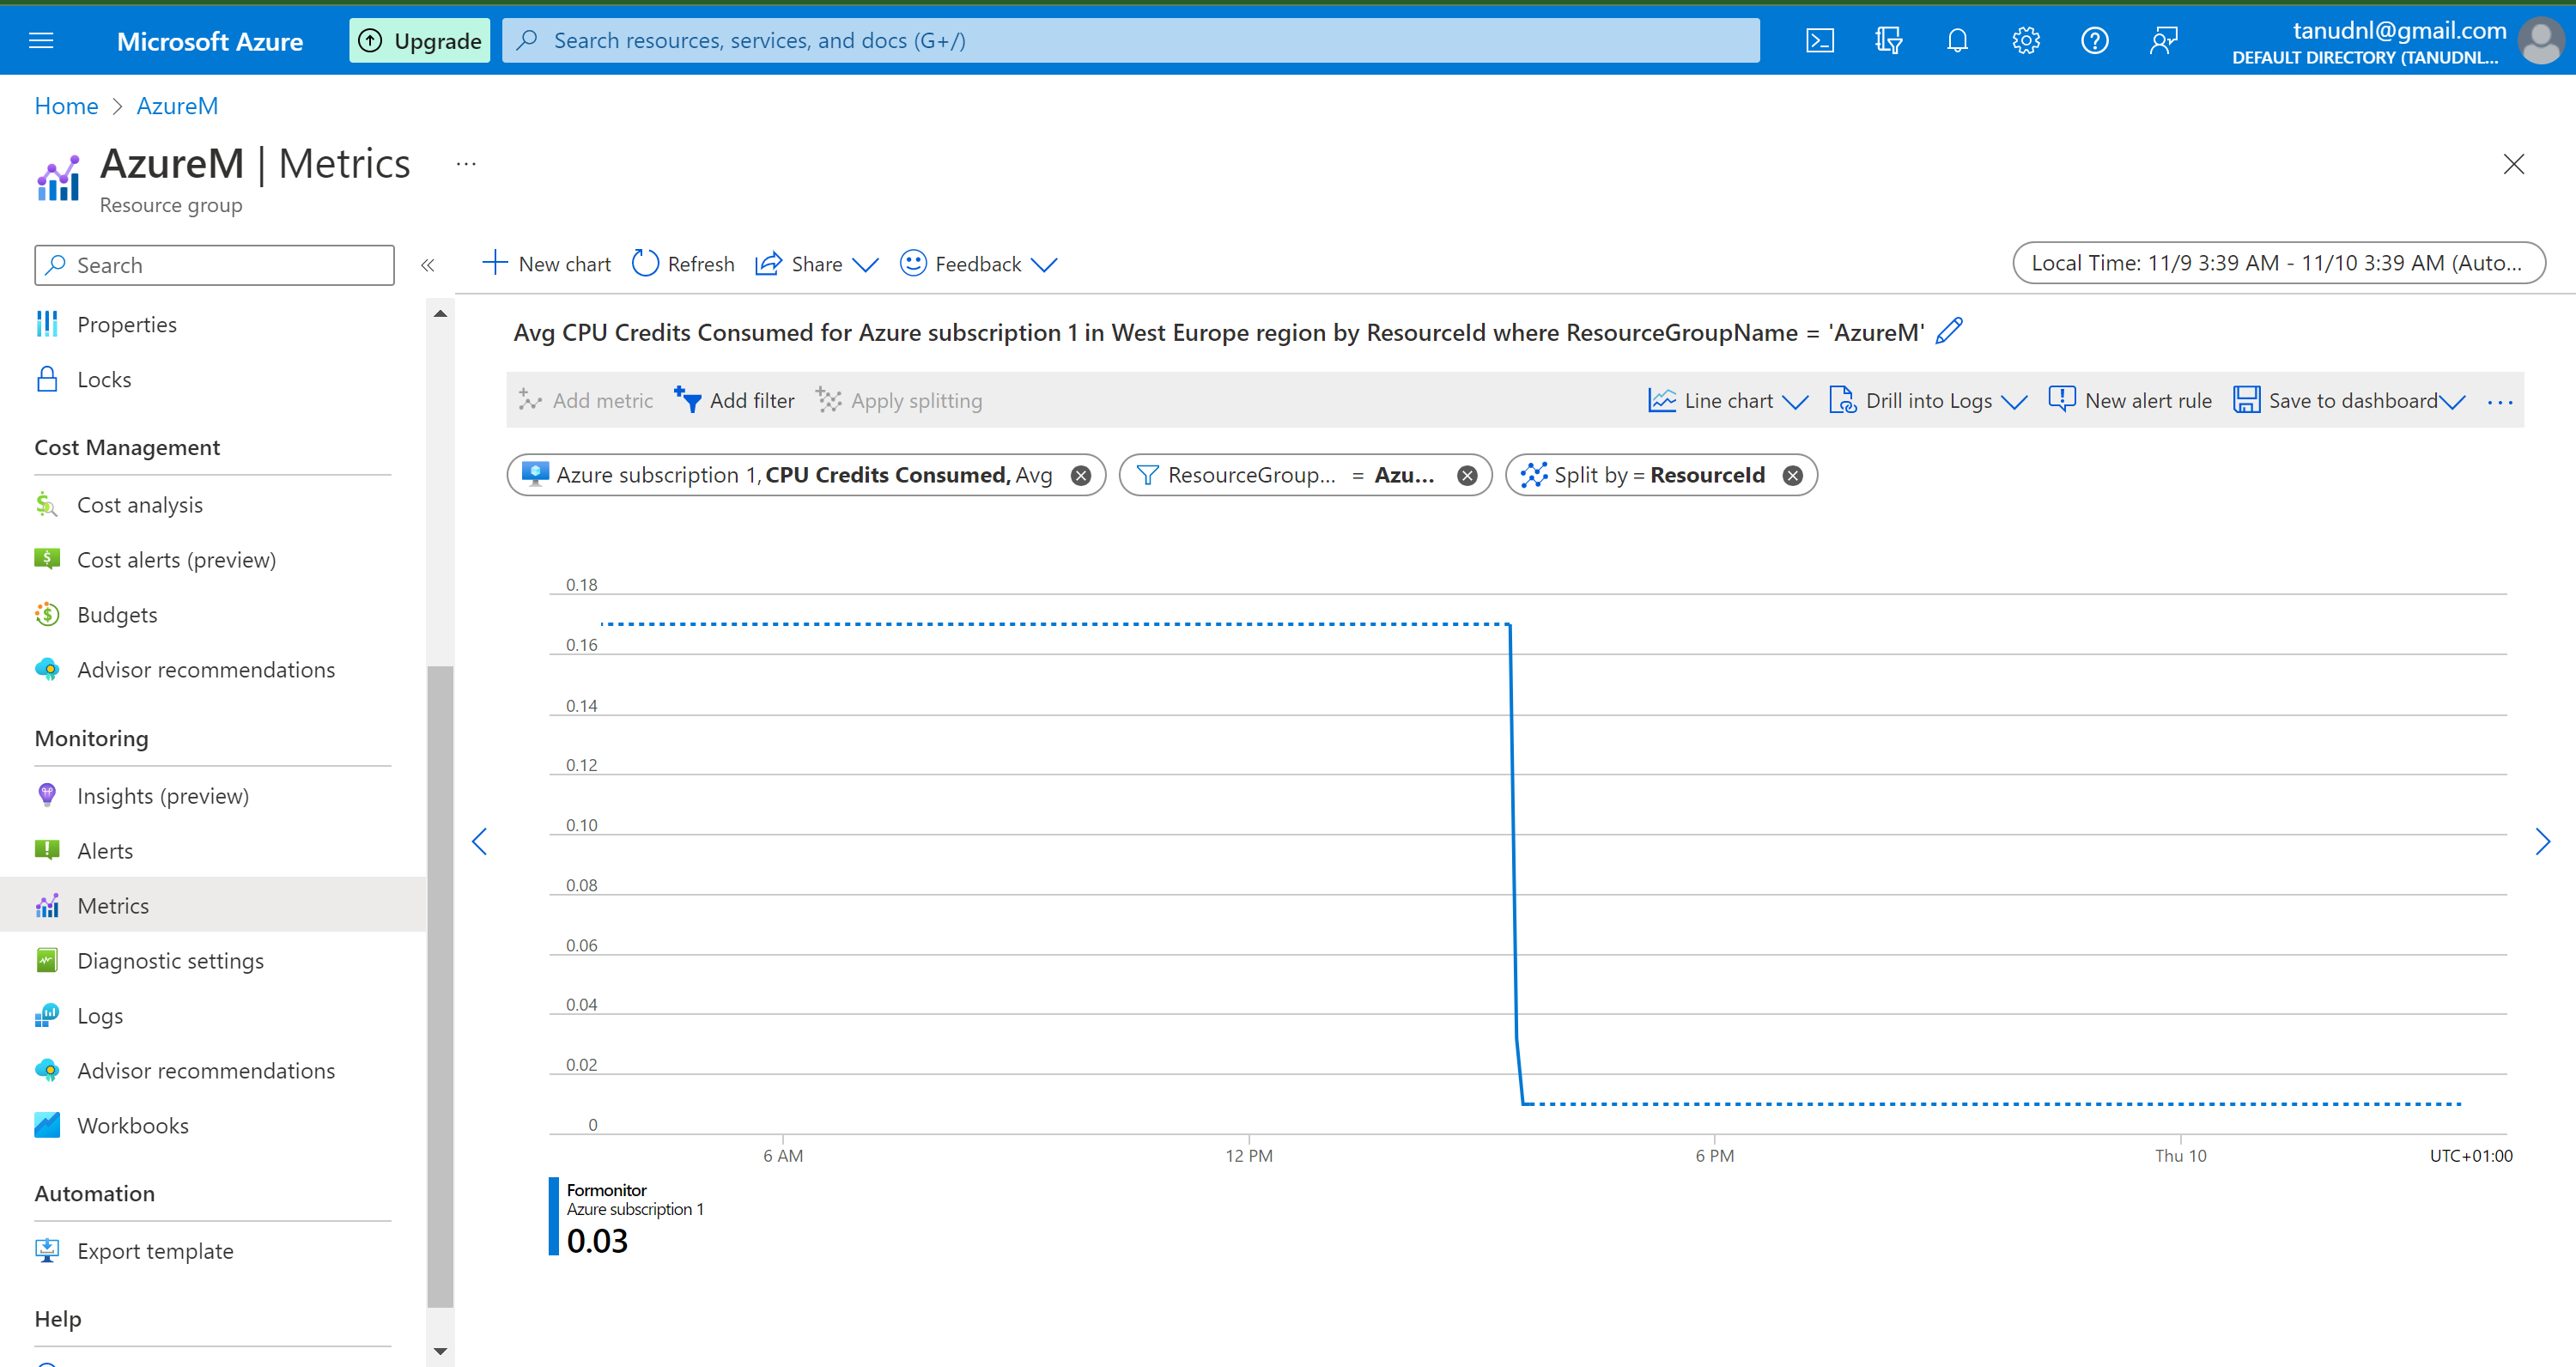 Microsoft Azure
Upgrade
Search resources, services, and docs (G+/)
tanudnl@gmail.com
DEFAULT DIRECTORY (TANUDNL...
Home > AzureM
AzureM | Metrics ...
Resource group
Search
«
New chart
Refresh
Share
Feedback
Local Time: 11/9 3:39 AM - 11/10 3:39 AM (Auto...
Properties
Locks
Cost Management
Cost analysis
Cost alerts (preview)
Budgets
Advisor recommendations
Monitoring
Insights (preview)
Alerts
Metrics
Diagnostic settings
Logs
Advisor recommendations
Workbooks
Automation
Export template
Help
Avg CPU Credits Consumed for Azure subscription 1 in West Europe region by ResourceId where ResourceGroupName = 'AzureM'
Add metric
Add filter
Apply splitting
Line chart
Drill into Logs
New alert rule
Save to dashboard
...
Azure subscription 1, CPU Credits Consumed, Avg
ResourceGroup... = Azu...
Split by = ResourceId
0.18
0.16
0.14
0.12
0.10
0.08
0.06
0.04
0.02
0
6 AM
12 PM
6 PM
Thu 10
UTC+01:00
Formonitor
Azure subscription 1
0.03